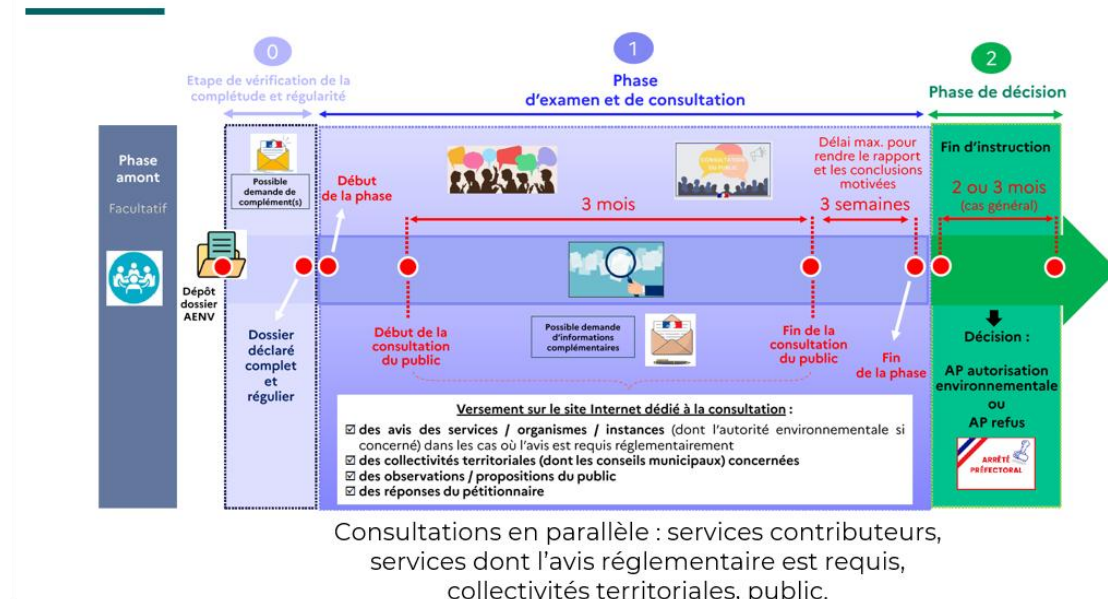 0
Etape de vérification de la
complétude et régularité
1
Phase
d'examen et de consultation
2
Phase de décision
Phase
amont
Facultatif
Possible
demande de
complément(s)
Dépôt
dossier
AENV
Dossier
déclaré
complet
et
régulier
Début
de la phase
CONSULTATION
DU PUBLIC
Délai max. pour
rendre le rapport
et les conclusions
motivées
3 mois
3 semaines
Début de la
consultation
du public
Possible demande
d'informations
complémentaires
Fin de la
consultation
du public
Fin
de la phase
Versement sur le site Internet dédié à la consultation :
☑ des avis des services / organismes / instances (dont l'autorité environnementale si
concerné) dans les cas où l'avis est requis réglementairement
☑ des collectivités territoriales (dont les conseils municipaux) concernées
☑ des observations / propositions du public
☑ des réponses du pétitionnaire
Fin d'instruction
2 ou 3 mois
(cas général)
Décision :
AP autorisation
environnementale
ou
AP refus
ARRÊTÉ
PRÉFECTORAL
Consultations en parallèle : services contributeurs,
services dont l'avis réglementaire est requis,
collectivités territoriales, public.